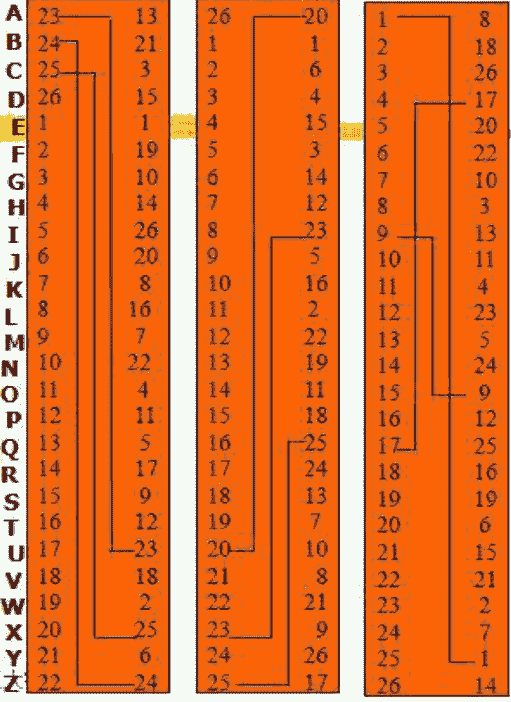 A 23 13 26 20 1 8
B 24 21 1 1 2 18
C 25 3 2 6 3 26
D 26 15 3 4 4 17
E 1 1 4 15 5 20
F 2 19 5 3 6 22
G 3 10 6 14 7 10
H 4 14 7 12 8 3
I 5 26 8 23 9 13
J 6 20 9 5 10 11
K 7 8 10 16 11 4
L 8 16 11 2 12 23
M 9 7 12 22 13 5
N 10 22 13 19 14 24
O 11 4 14 11 15 9
P 12 11 15 18 16 12
Q 13 5 16 25 17 25
R 14 17 17 24 18 16
S 15 9 18 13 19 19
T 16 12 19 7 20 6
U 17 23 20 10 21 15
V 18 18 21 8 22 21
W 19 2 22 21 23 2
X 20 25 23 9 24 7
Y 21 6 24 26 25 1
Z 22 24 25 17 26 14